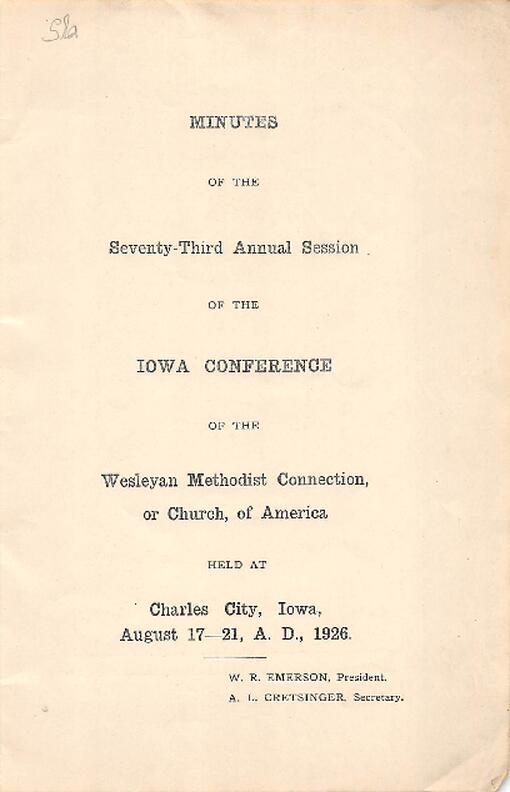 MINUTES
OF THE
Seventy-Third Annual Session
OF THE
IOWA CONFERENCE
OF THE
Wesleyan Methodist Connection,
or Church, of America
HELD AT
Charles City, Iowa,
August 17—21, A. D., 1926.
W. R. EMERSON, President.
A. L. CRETSINGER, Secretary.